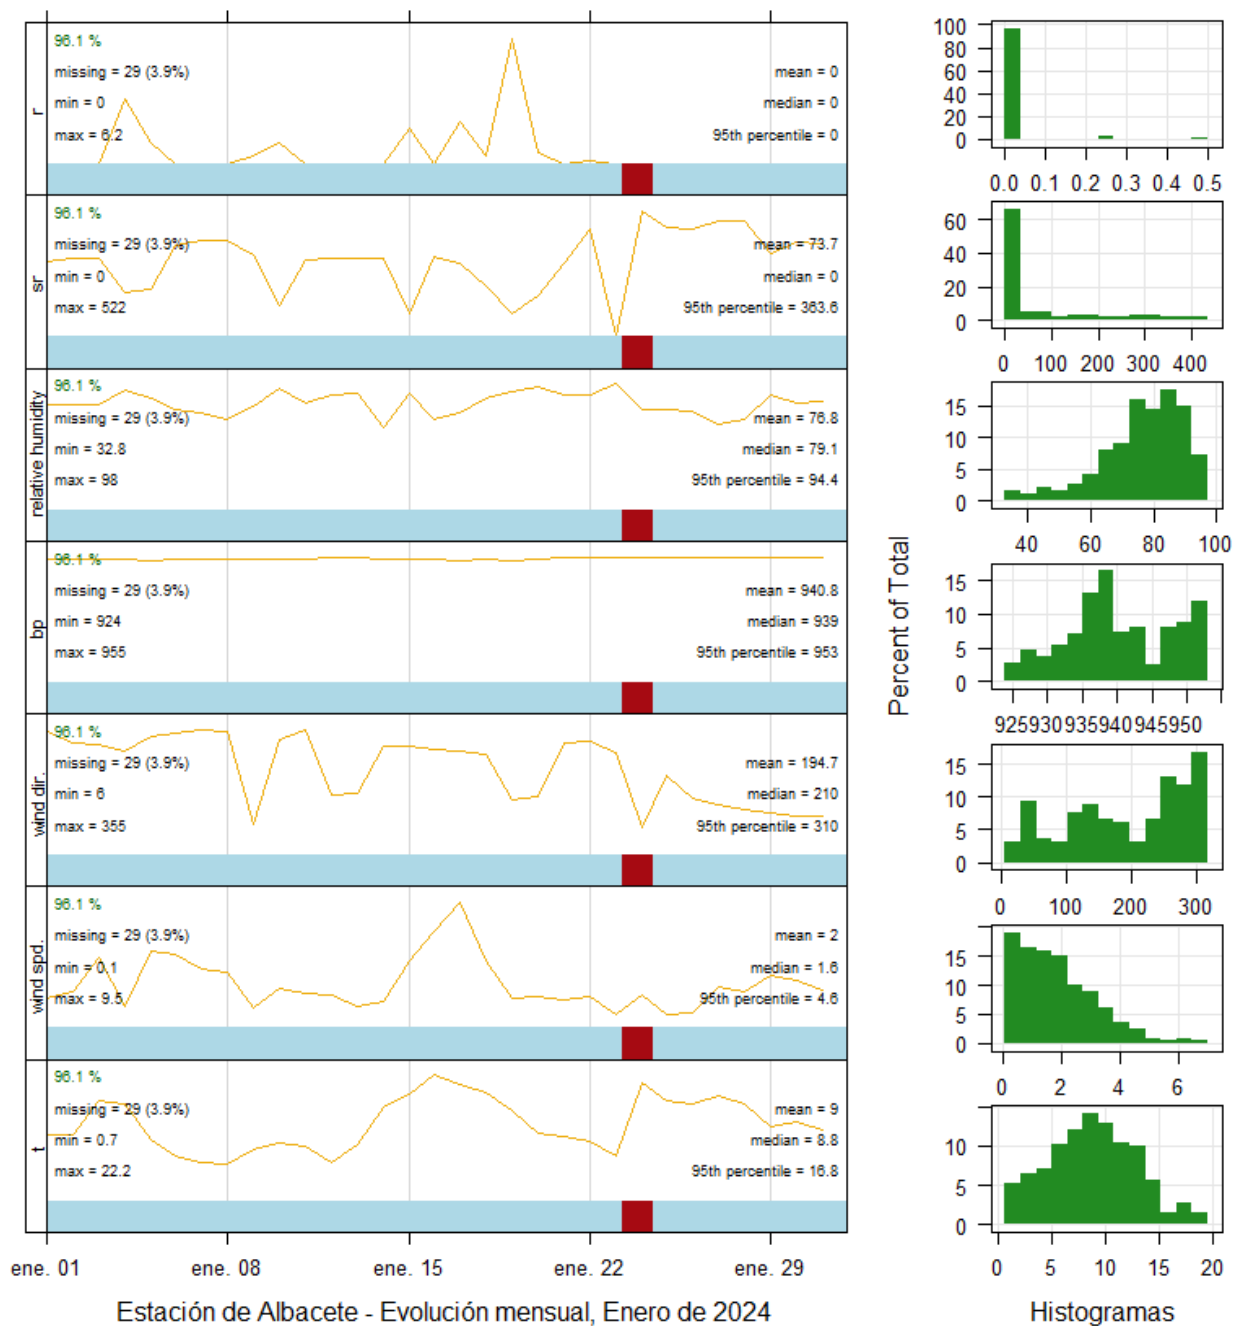 r
96.1 %
missing = 29 (3.9%)
min = 0
max = 6.2
mean = 0
median = 0
95th percentile = 0
sr
96.1 %
missing = 29 (3.9%)
min = 0
max = 522
mean = 73.7
median = 0
95th percentile = 363.6
relative humidity
96.1 %
missing = 29 (3.9%)
min = 32.8
max = 98
mean = 76.8
median = 79.1
95th percentile = 94.4
bp
96.1 %
missing = 29 (3.9%)
min = 924
max = 955
mean = 940.8
median = 939
95th percentile = 953
wind dir.
96.1 %
missing = 29 (3.9%)
min = 6
max = 355
mean = 194.7
median = 210
95th percentile = 310
wind spd.
96.1 %
missing = 29 (3.9%)
min = 0.1
max = 9.5
mean = 2
median = 1.6
95th percentile = 4.6
t
96.1 %
missing = 29 (3.9%)
min = 0.7
max = 22.2
mean = 9
median = 8.8
95th percentile = 16.8
ene. 01 ene. 08 ene. 15 ene. 22 ene. 29
Estación de Albacete - Evolución mensual, Enero de 2024
Percent of Total
100
80
60
40
20
0
0.0 0.1 0.2 0.3 0.4 0.5
60
40
20
0
0 100 200 300 400
15
10
5
0
40 60 80 100
15
10
5
0
925 930 935 940 945 950
15
10
5
0
0 100 200 300
15
10
5
0
0 2 4 6
10
5
0
0 5 10 15 20
Histogramas